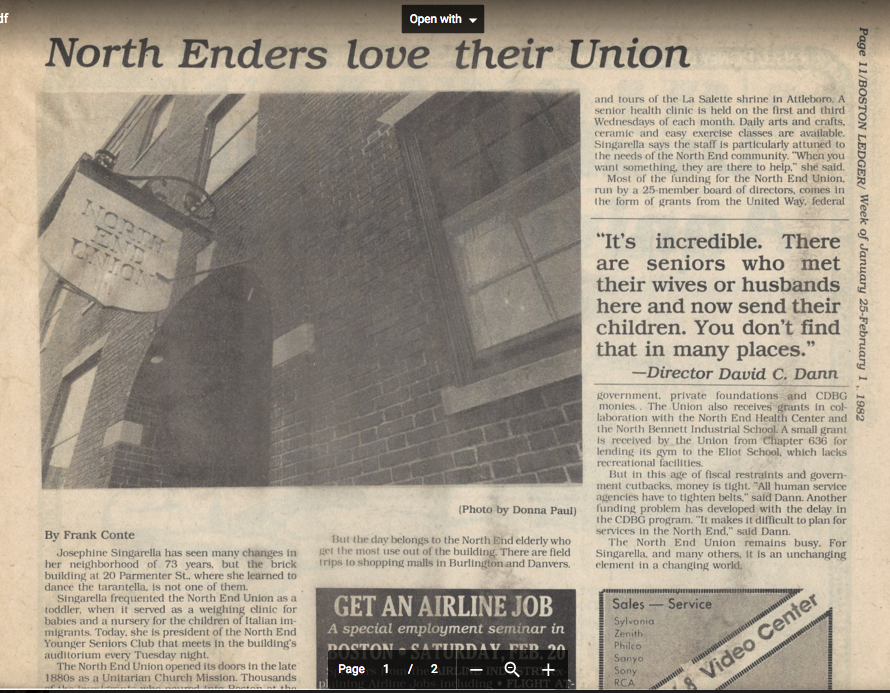 df
Open with
North Enders love their Union
Page 11/BOSTON LEDGER/ Week of January 25-February 1, 1982
NORTH
END
UNION
(Photo by Donna Paul)
By Frank Conte
Josephine Singarella has seen many changes in
her neighborhood of 73 years, but the brick
building at 20 Parmenter St., where she learned to
dance the tarantella, is not one of them.
Singarella frequented the North End Union as a
toddler, when it served as a weighing clinic for
babies and a nursery for the children of Italian im-
migrants. Today, she is president of the North End
Younger Seniors Club that meets in the building's
auditorium every Tuesday night.
The North End Union opened its doors in the late
1880s as a Unitarian Church Mission. Thousands
But the day belongs to the North End elderly who
get the most use out of the building. There are field
trips to shopping malls in Burlington and Danvers,
and tours of the La Salette shrine in Attleboro. A
senior health clinic is held on the first and third
Wednesdays of each month. Daily arts and crafts,
ceramic and easy exercise classes are available.
Singarella says the staff is particularly attuned to
the needs of the North End community. "When you
want something, they are there to help," she said.
Most of the funding for the North End Union,
run by a 25-member board of directors, comes in
the form of grants from the United Way, federal
"It's incredible. There
are seniors who met
their wives or husbands
here and now send their
children. You don't find
that in many places."
—Director David C. Dann
government, private foundations and CDBG
monies. . The Union also receives grants in col-
laboration with the North End Health Center and
the North Bennett Industrial School. A small grant
is received by the Union from Chapter 636 for
lending its gym to the Eliot School, which lacks
recreational facilities.
But in this age of fiscal restraints and govern-
ment cutbacks, money is tight. "All human service
agencies have to tighten belts," said Dann. Another
funding problem has developed with the delay in
the CDBG program. "It makes it difficult to plan for
services in the North End," said Dann.
The North End Union remains busy. For
Singarella, and many others, it is an unchanging
element in a changing world.
GET AN AIRLINE JOB
A special employment seminar in
BOSTON • SATURDAY, FEB. 20
Sales — Service
Sylvania
Zenith
Philco
Sanyo
Sony
RCA
& Video Center
Page 1 / 2